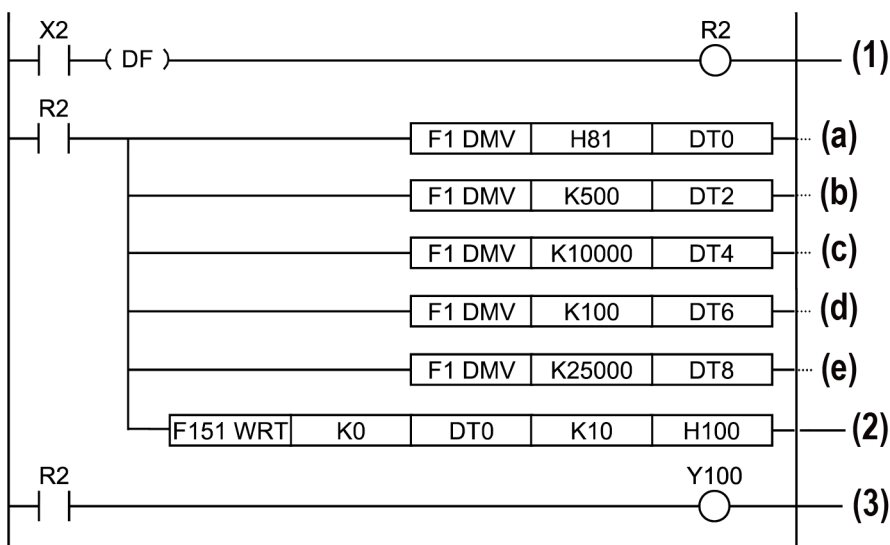 X2 ( DF ) R2 (1)
R2
F1 DMV H81 DT0 (a)
F1 DMV K500 DT2 (b)
F1 DMV K10000 DT4 (c)
F1 DMV K100 DT6 (d)
F1 DMV K25000 DT8 (e)
F151 WRT K0 DT0 K10 H100 (2)
R2 Y100 (3)